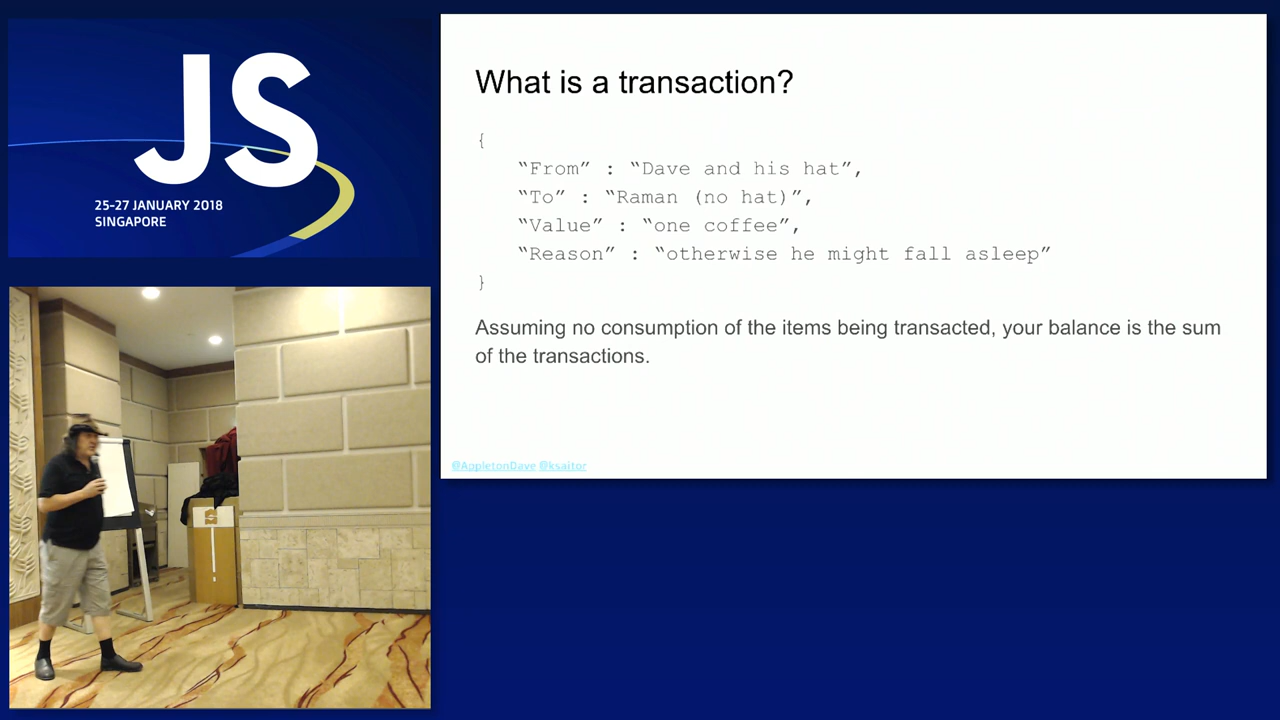 JS
25-27 JANUARY 2018
SINGAPORE
What is a transaction?
{
“From” : “Dave and his hat”,
“To” : “Raman (no hat)”,
“Value” : “one coffee”,
“Reason” : “otherwise he might fall asleep”
}
Assuming no consumption of the items being transacted, your balance is the sum
of the transactions.
@AppletonDave @ksaitor